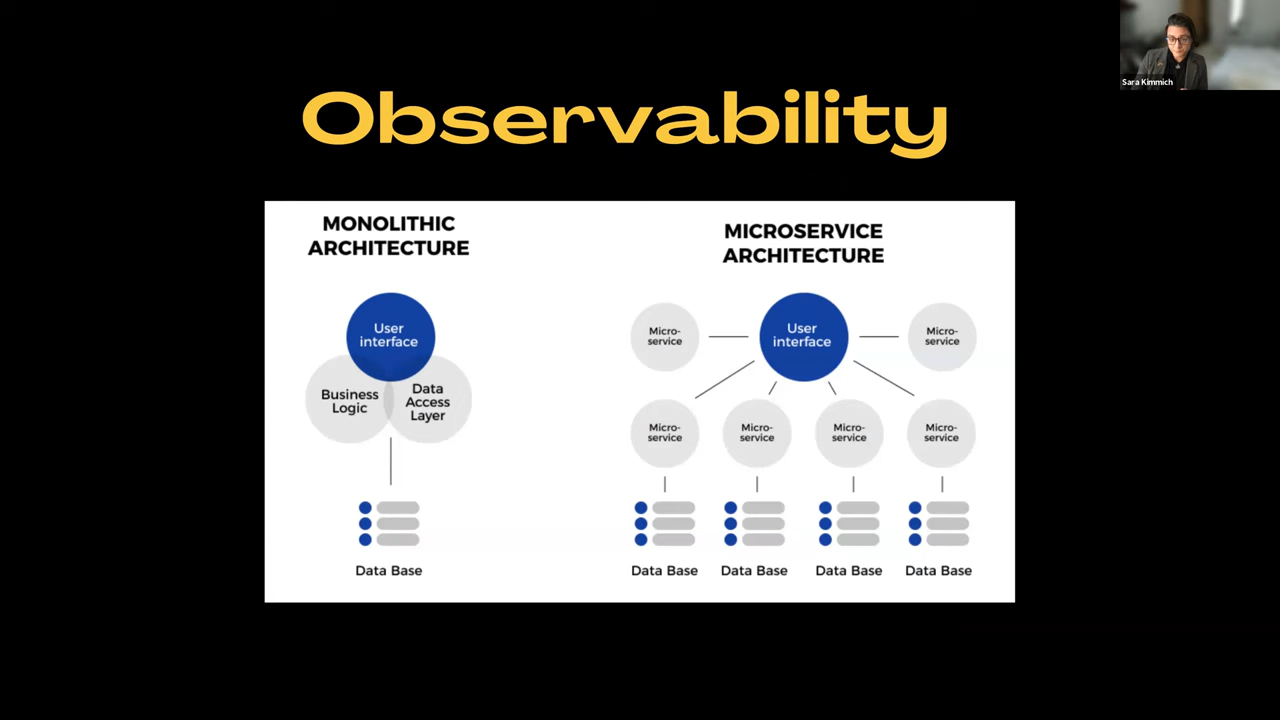 Observability
Sara Kimmich
MONOLITHIC
ARCHITECTURE
User
interface
Business
Logic
Data
Access
Layer
Data Base
MICROSERVICE
ARCHITECTURE
Micro-
service
User
interface
Micro-
service
Micro-
service
Micro-
service
Micro-
service
Micro-
service
Data Base
Data Base
Data Base
Data Base